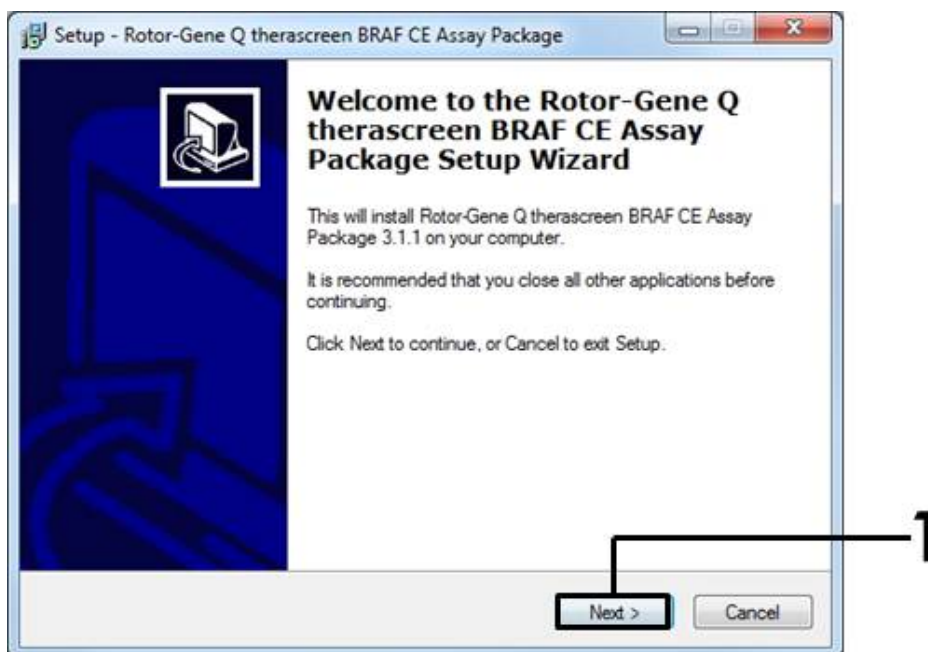 Setup - Rotor-Gene Q therascreen BRAF CE Assay Package
Welcome to the Rotor-Gene Q
therascreen BRAF CE Assay
Package Setup Wizard
This will install Rotor-Gene Q therascreen BRAF CE Assay
Package 3.1.1 on your computer.
It is recommended that you close all other applications before
continuing.
Click Next to continue, or Cancel to exit Setup.
1
Next >
Cancel